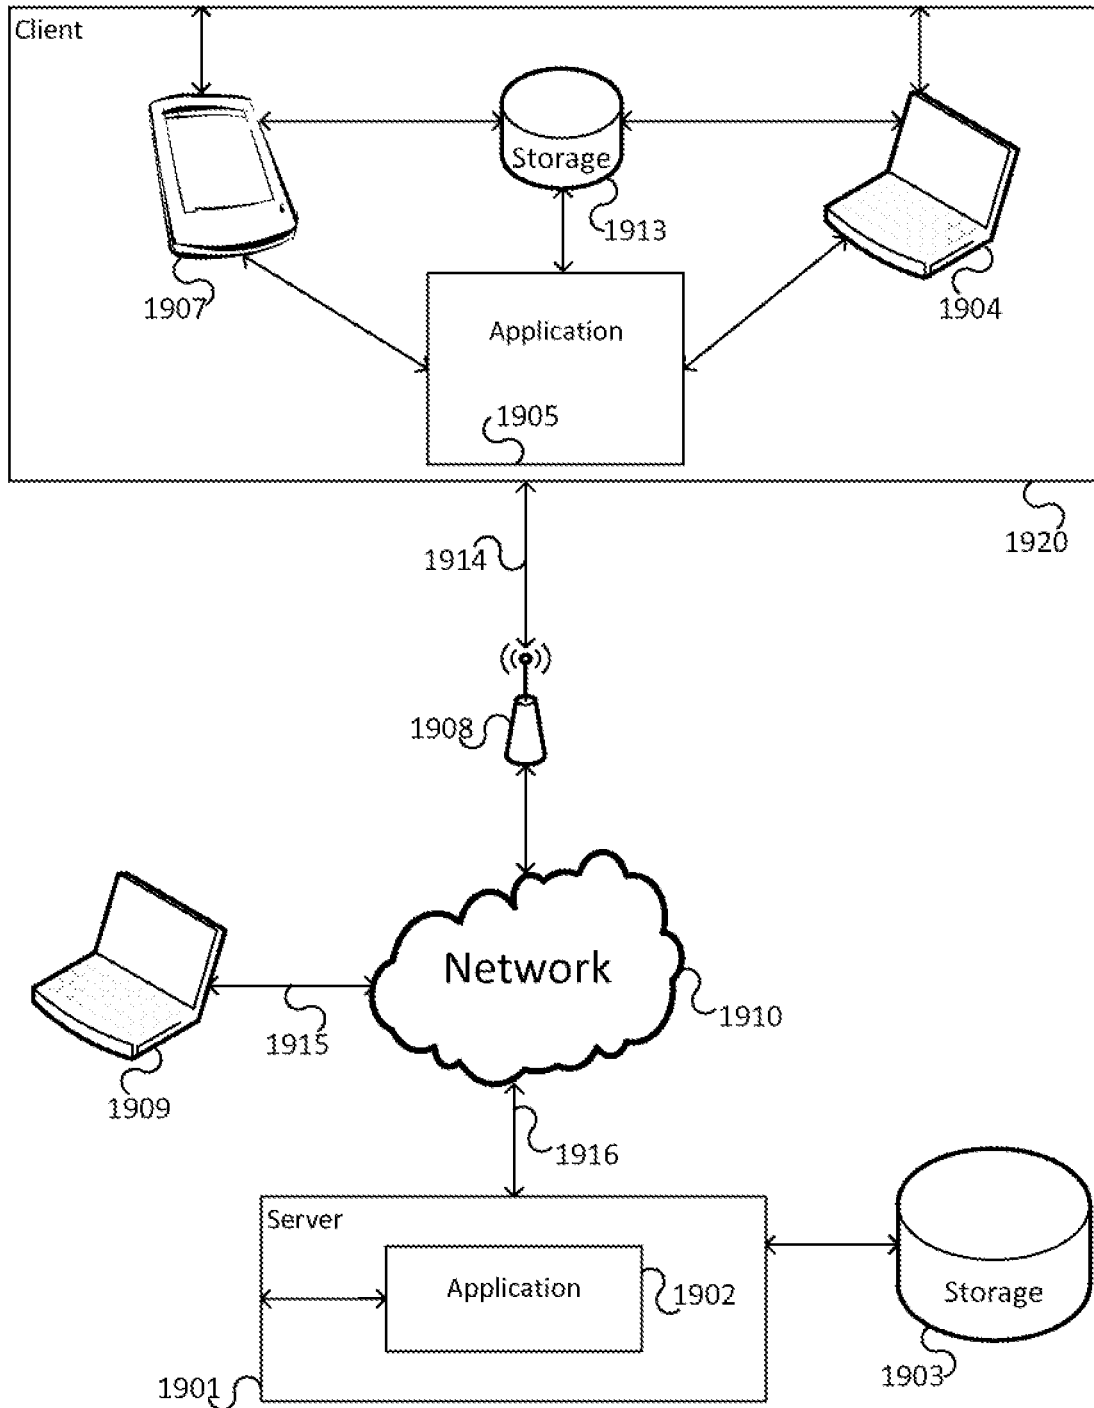 Client
Storage
1913
1907
1904
Application
1905
1920
1914
1908
Network
1910
1915
1909
1916
Server
Application
1902
Storage
1903
1901